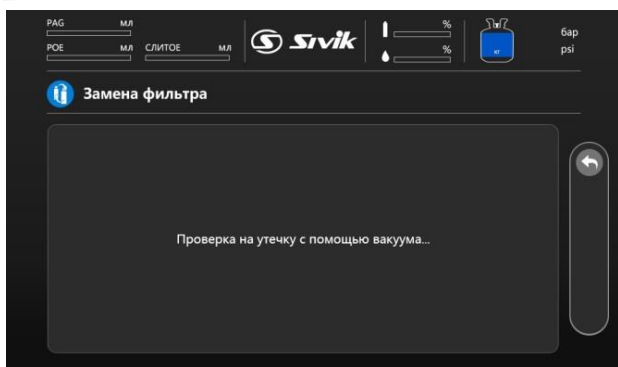 PAG мл
POE мл СЛИТОЕ мл
Sivik
%
%
кг
бар
psi
Замена фильтра
Проверка на утечку с помощью вакуума...